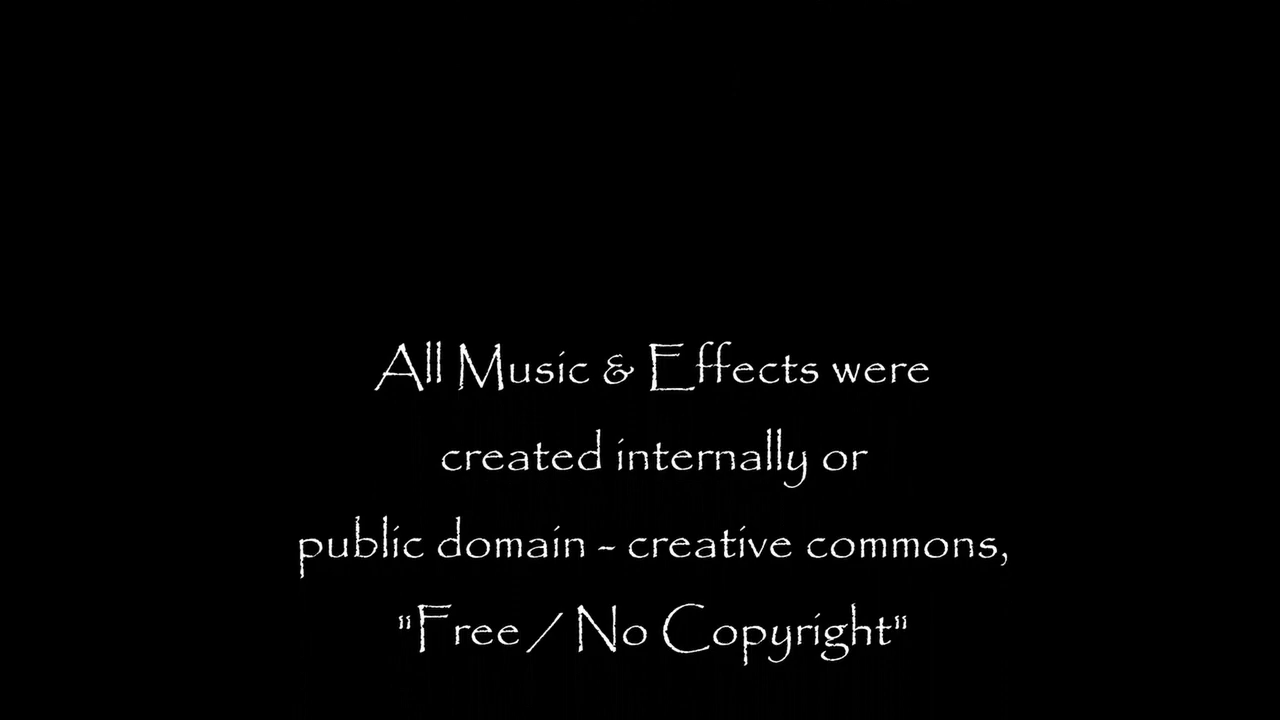 All Music & Effects were
created internally or
public domain - creative commons,
"Free / No Copyright"